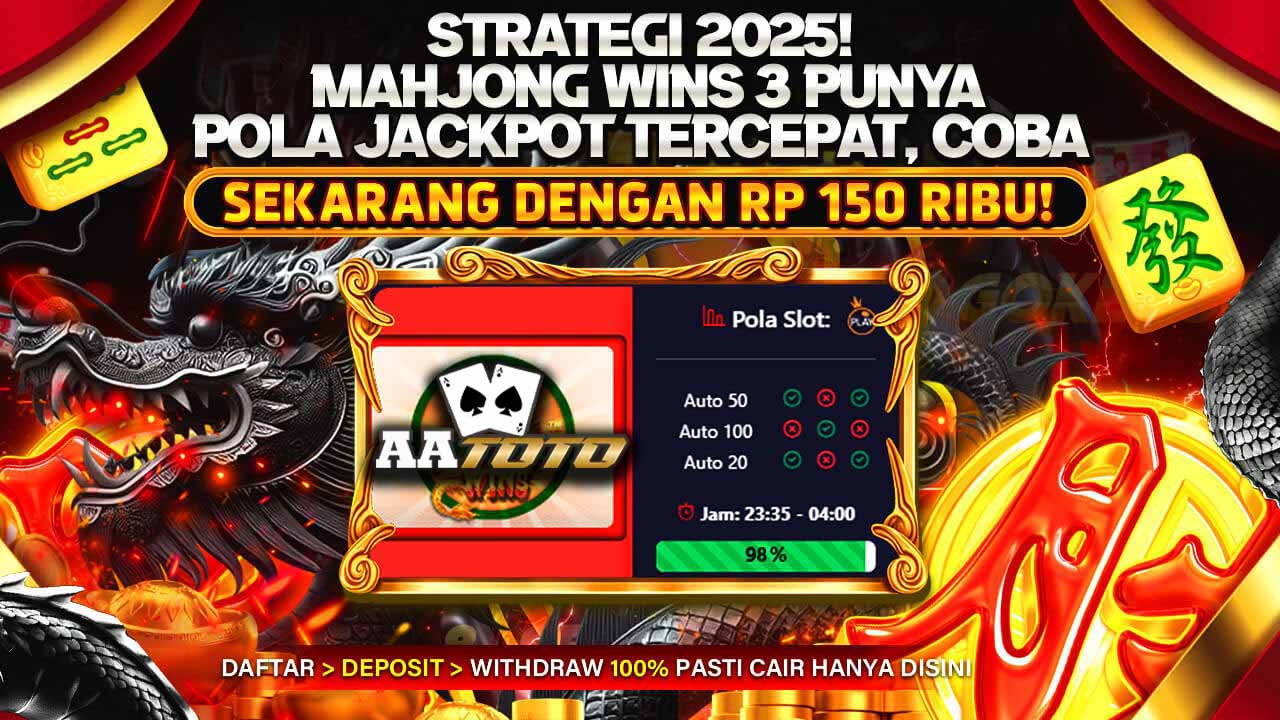 STRATEGI 2025!
MAHJONG WINS 3 PUNYA
POLA JACKPOT TERCEPAT, COBA
SEKARANG DENGAN RP 150 RIBU!
發
Pola Slot:
PLAY
AATOTO
WINS
Auto 50
Auto 100
Auto 20
Jam: 23:35 - 04:00
98%
DAFTAR > DEPOSIT > WITHDRAW 100% PASTI CAIR HANYA DISINI